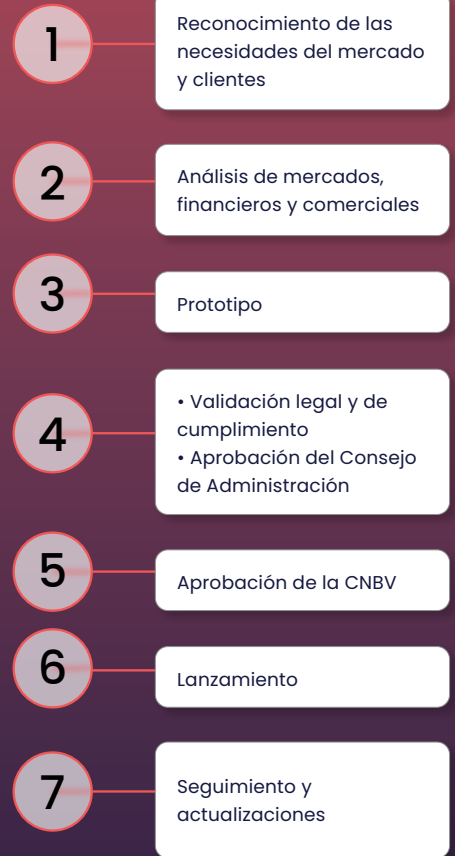 1
Reconocimiento de las
necesidades del mercado
y clientes
2
Análisis de mercados,
financieros y comerciales
3
Prototipo
4
• Validación legal y de
cumplimiento
• Aprobación del Consejo
de Administración
5
Aprobación de la CNBV
6
Lanzamiento
7
Seguimiento y
actualizaciones